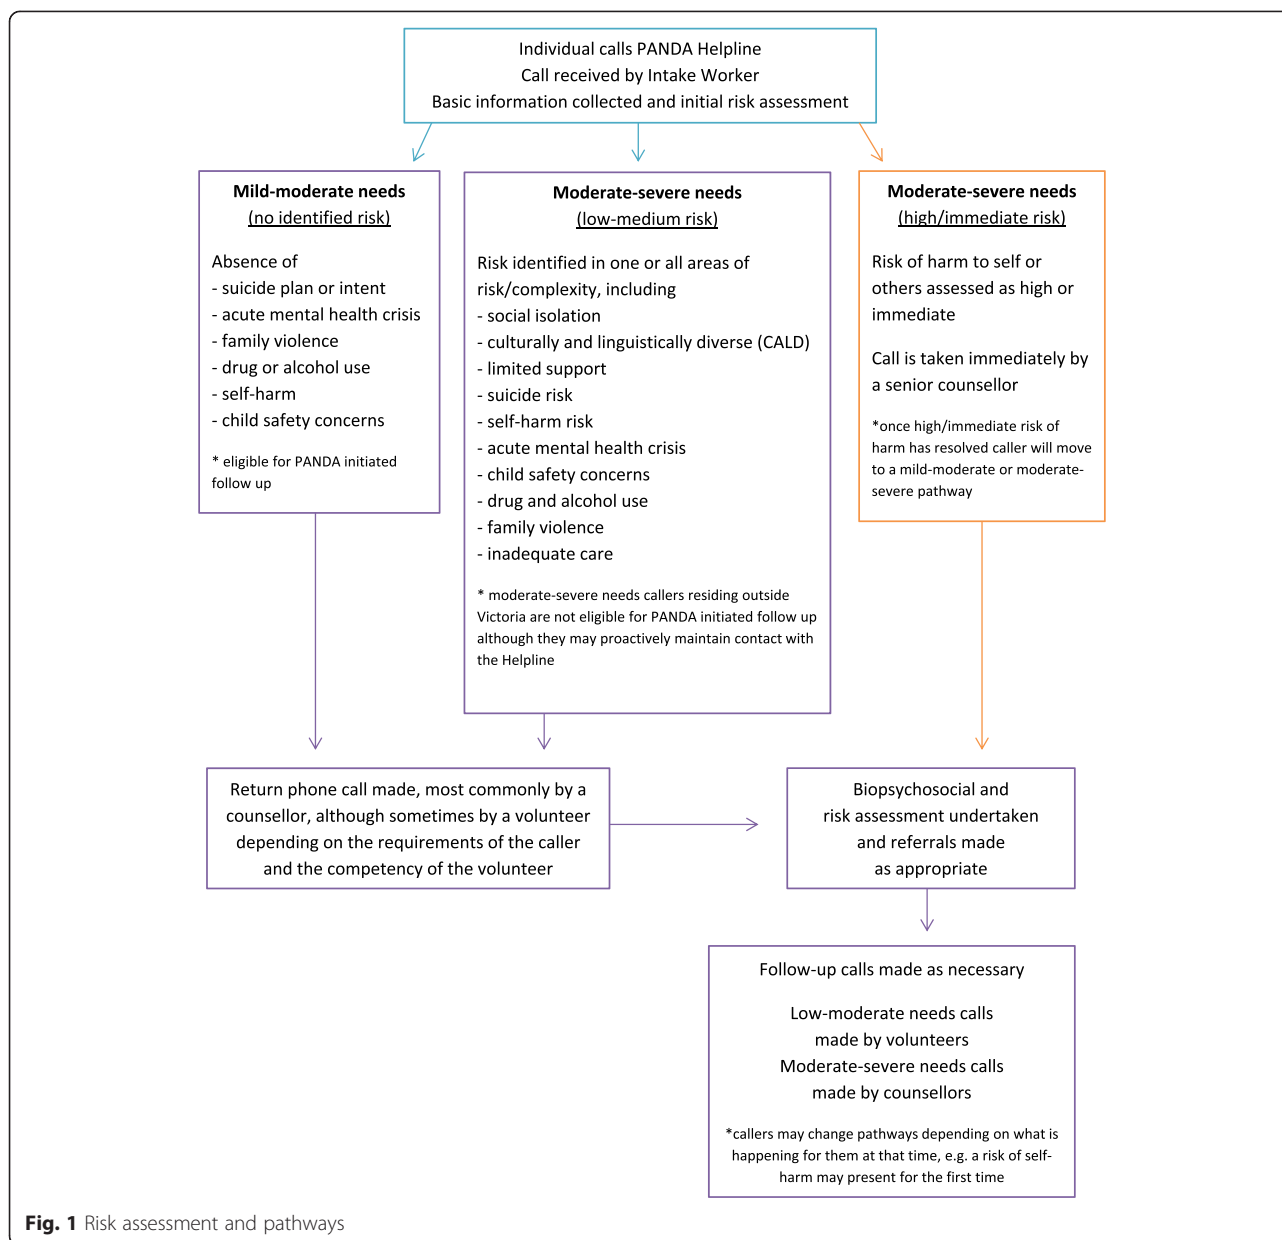 Individual calls PANDA Helpline
Call received by Intake Worker
Basic information collected and initial risk assessment
Mild-moderate needs
(no identified risk)
Absence of
- suicide plan or intent
- acute mental health crisis
- family violence
- drug or alcohol use
- self-harm
- child safety concerns
* eligible for PANDA initiated
follow up
Moderate-severe needs
(low-medium risk)
Risk identified in one or all areas of
risk/complexity, including
- social isolation
- culturally and linguistically diverse (CALD)
- limited support
- suicide risk
- self-harm risk
- acute mental health crisis
- child safety concerns
- drug and alcohol use
- family violence
- inadequate care
* moderate-severe needs callers residing outside
Victoria are not eligible for PANDA initiated follow up
although they may proactively maintain contact with
the Helpline
Moderate-severe needs
(high/immediate risk)
Risk of harm to self or
others assessed as high or
immediate
Call is taken immediately by
a senior counsellor
*once high/immediate risk of
harm has resolved caller will move
to a mild-moderate or moderate-
severe pathway
Return phone call made, most commonly by a
counsellor, although sometimes by a volunteer
depending on the requirements of the caller
and the competency of the volunteer
Biopsychosocial and
risk assessment undertaken
and referrals made
as appropriate
Follow-up calls made as necessary
Low-moderate needs calls
made by volunteers
Moderate-severe needs calls
made by counsellors
*callers may change pathways depending on what is
happening for them at that time, e.g. a risk of self-
harm may present for the first time
Fig. 1 Risk assessment and pathways